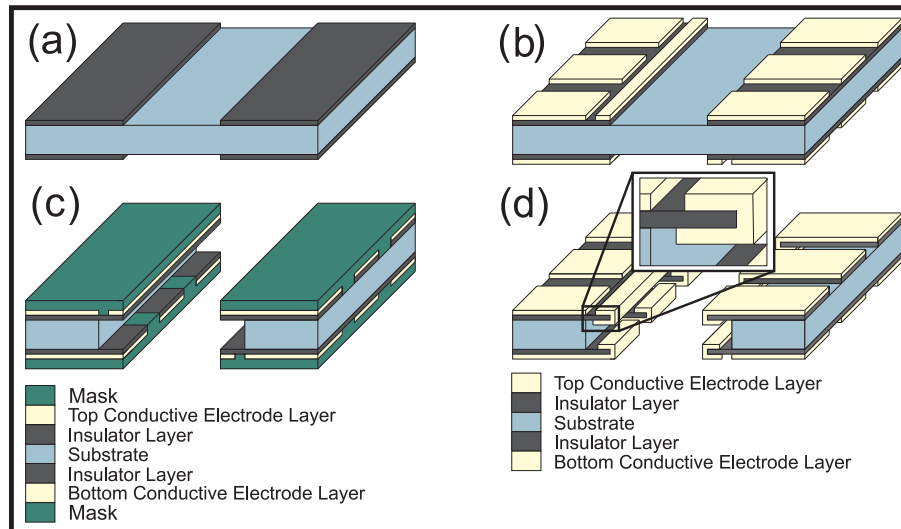 (a)
(b)
(c)
(d)
Mask
Top Conductive Electrode Layer
Insulator Layer
Substrate
Insulator Layer
Bottom Conductive Electrode Layer
Mask
Top Conductive Electrode Layer
Insulator Layer
Substrate
Insulator Layer
Bottom Conductive Electrode Layer